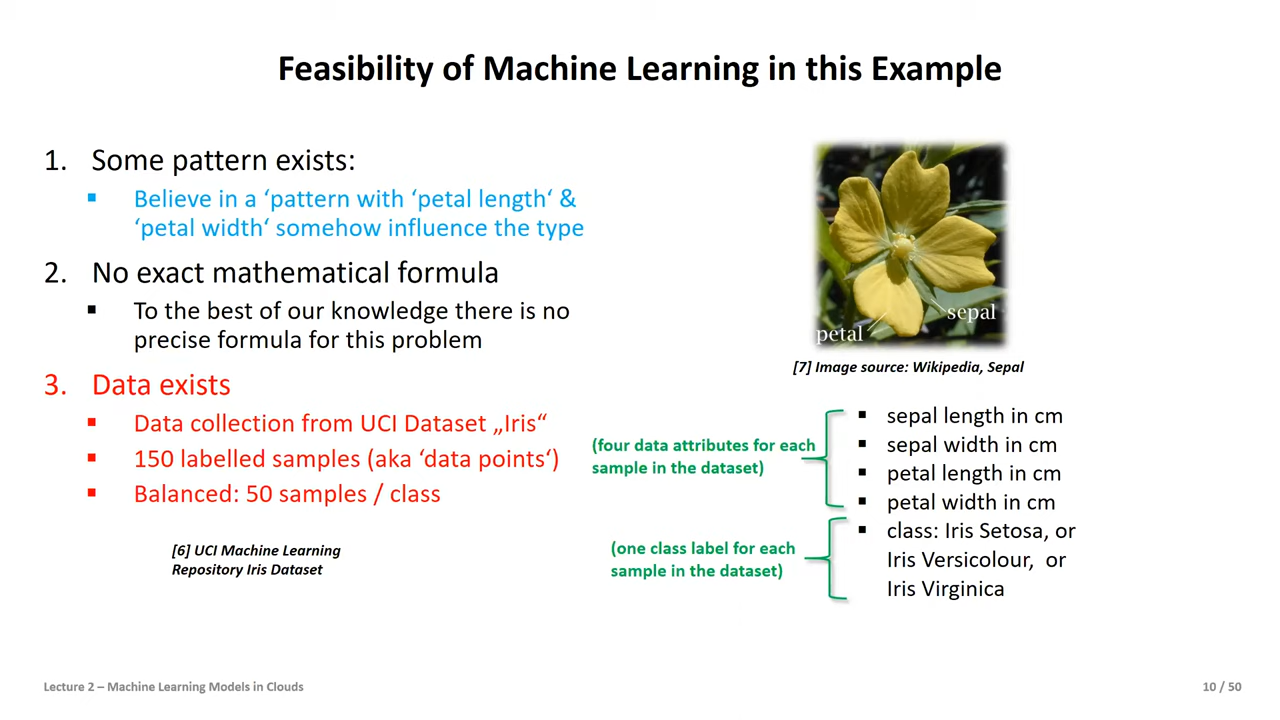 Feasibility of Machine Learning in this Example
1. Some pattern exists:
▪ Believe in a ‘pattern with ‘petal length‘ &
‘petal width‘ somehow influence the type
2. No exact mathematical formula
▪ To the best of our knowledge there is no
precise formula for this problem
3. Data exists
▪ Data collection from UCI Dataset „Iris“
▪ 150 labelled samples (aka ‘data points‘)
▪ Balanced: 50 samples / class
[6] UCI Machine Learning
Repository Iris Dataset
sepal
petal
[7] Image source: Wikipedia, Sepal
(four data attributes for each
sample in the dataset)
▪ sepal length in cm
▪ sepal width in cm
▪ petal length in cm
▪ petal width in cm
(one class label for each
sample in the dataset)
▪ class: Iris Setosa, or
Iris Versicolour, or
Iris Virginica
Lecture 2 – Machine Learning Models in Clouds
10 / 50